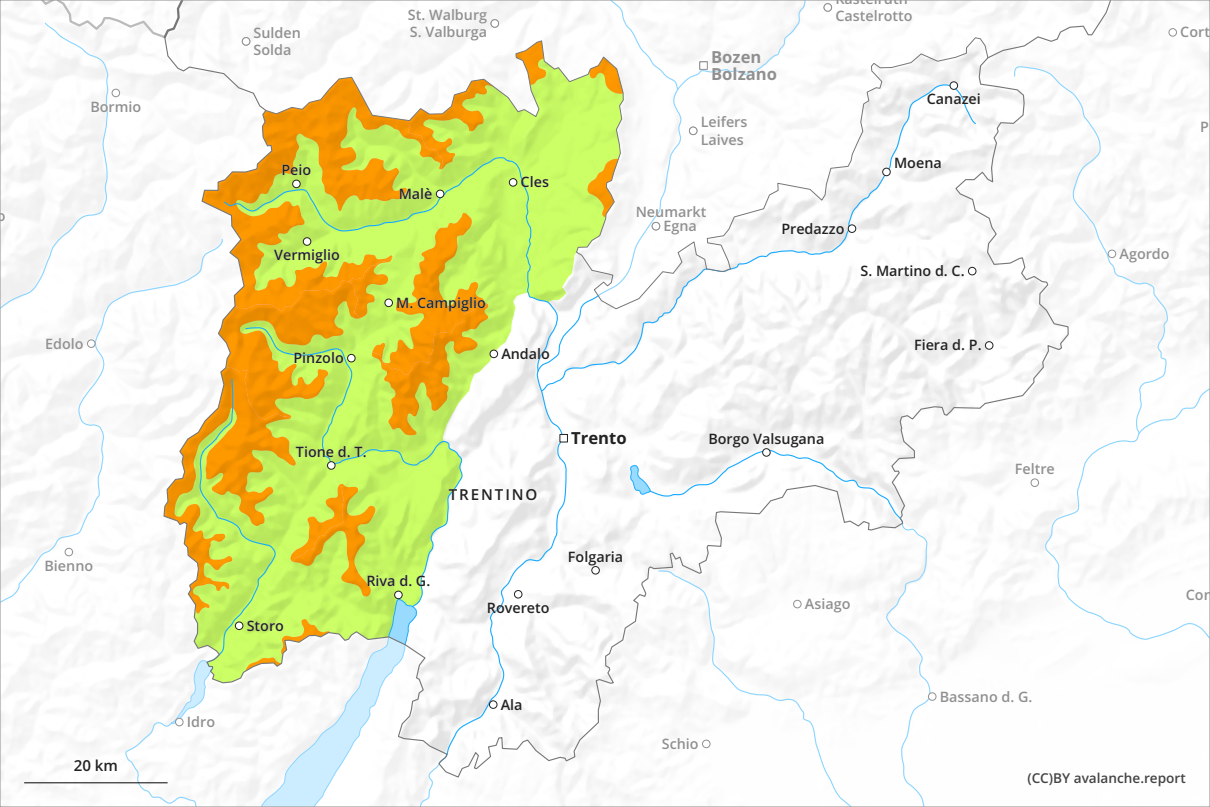 Kastelruth
Castelrotto
St. Walburg
S. Valburga
Sulden
Solda
Cort
Bozen
Bolzano
Bormio
Canazei
Leifers
Laives
P
Moena
Peio
Malè
Cles
Neumarkt
Egna
Predazzo
Vermiglio
Agordo
S. Martino d. C.
M. Campiglio
Edolo
Fiera d. P.
Pinzolo
Andalo
Trento
Borgo Valsugana
Tione d. T.
Feltre
TRENTINO
Bienno
Folgaria
Riva d. G.
Cor
Rovereto
Asiago
Storo
Bassano d. G.
Ala
Idro
Schio
20 km
(CC)BY avalanche.report